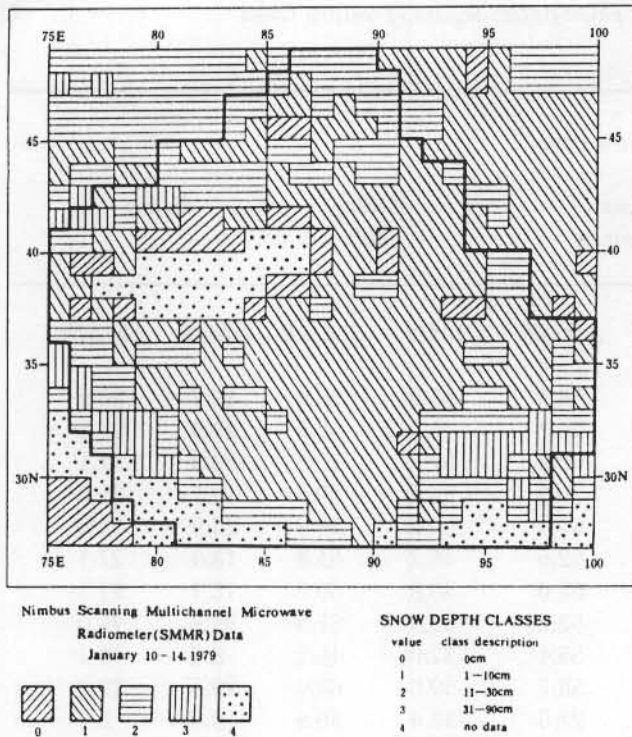 75E 80 85 90 95 100
45 45
40 40
35 35
30N 30N
75E 80 85 90 95 100
Nimbus Scanning Multichannel Microwave
Radiometer(SMMR) Data
January 10-14, 1979
0 1 2 3 4
SNOW DEPTH CLASSES
value class description
0 0cm
1 1-10cm
2 11-30cm
3 31-90cm
4 no data